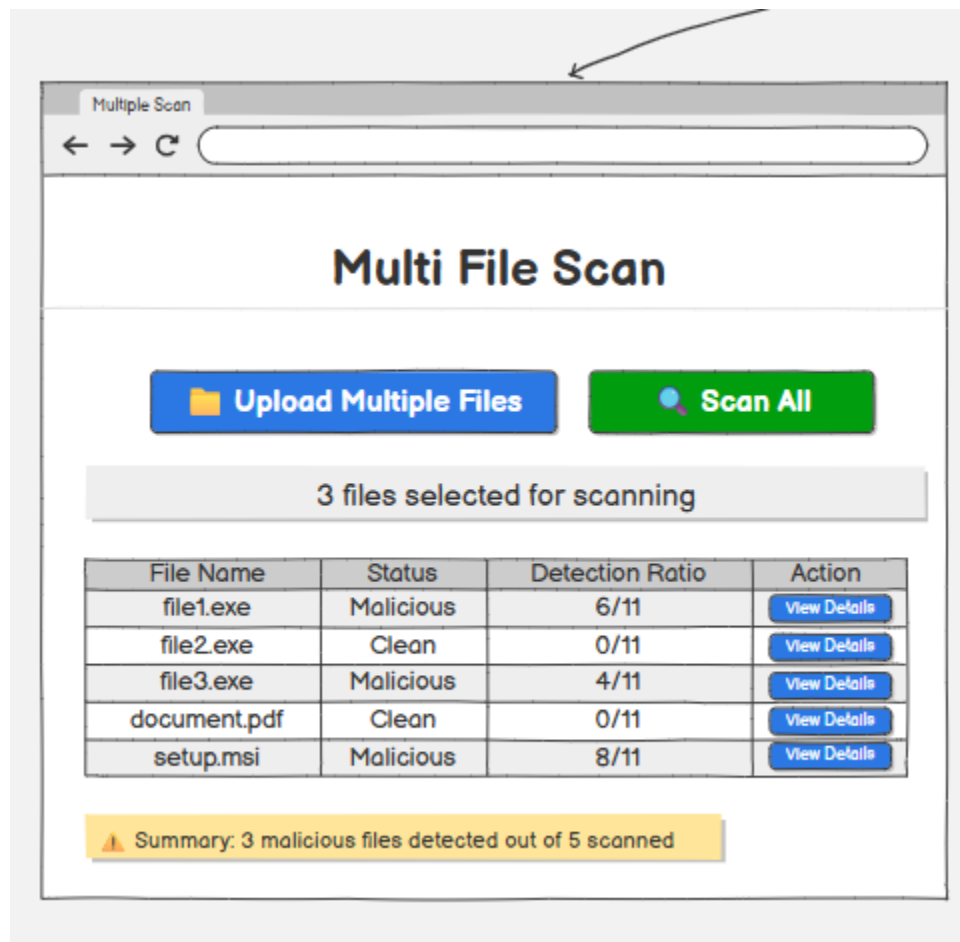 Multiple Scan
Multi File Scan
Upload Multiple Files Scan All
3 files selected for scanning
File Name Status Detection Ratio Action
file1.exe Malicious 6/11 View Details
file2.exe Clean 0/11 View Details
file3.exe Malicious 4/11 View Details
document.pdf Clean 0/11 View Details
setup.msi Malicious 8/11 View Details
Summary: 3 malicious files detected out of 5 scanned